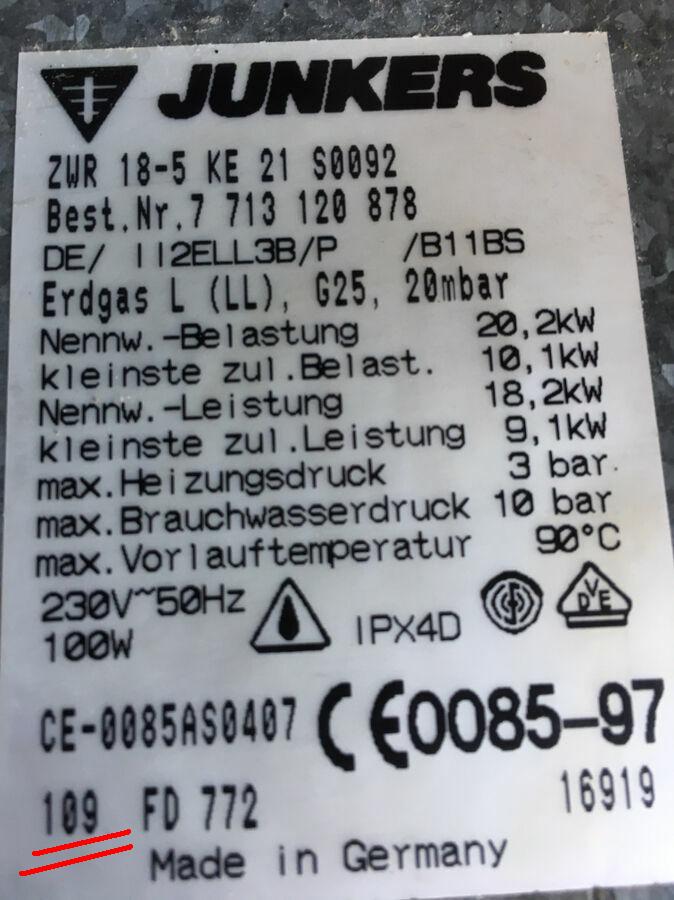 JUNKERS
ZWR 18-5 KE 21 S0092
Best.Nr.7 713 120 878
DE/ II2ELL3B/P /B11BS
Erdgas L (LL), G25, 20mbar
Nennw.-Belastung 20,2kW
kleinste zul.Belast. 10,1kW
Nennw.-Leistung 18,2kW
kleinste zul.Leistung 9,1kW
max.Heizungsdruck 3 bar
max.Brauchwasserdruck 10 bar
max.Vorlauftemperatur 90°C
230V~50Hz
100W IPX4D DVE
CE-0085AS0407 CE0085-97
109 FD 772 16919
Made in Germany